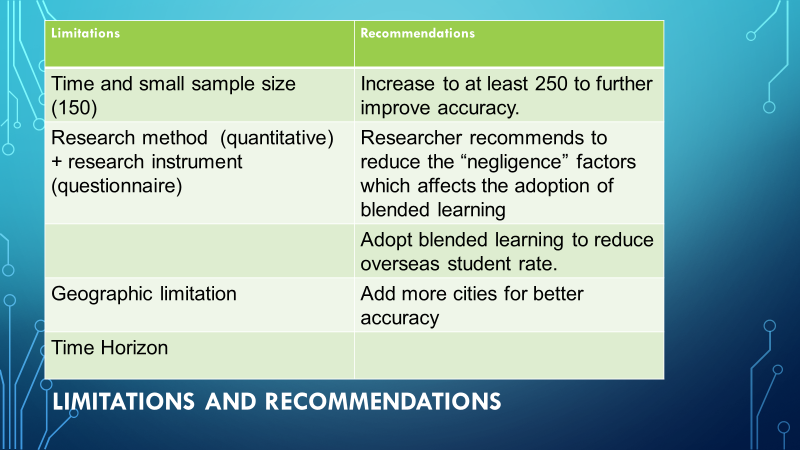 Limitations
Recommendations
Time and small sample size
(150)
Increase to at least 250 to further
improve accuracy.
Research method  (quantitative)
+ research instrument
(questionnaire)
Researcher recommends to
reduce the “negligence” factors
which affects the adoption of
blended learning
Adopt blended learning to reduce
overseas student rate.
Geographic limitation
Add more cities for better
accuracy
Time Horizon
LIMITATIONS AND RECOMMENDATIONS